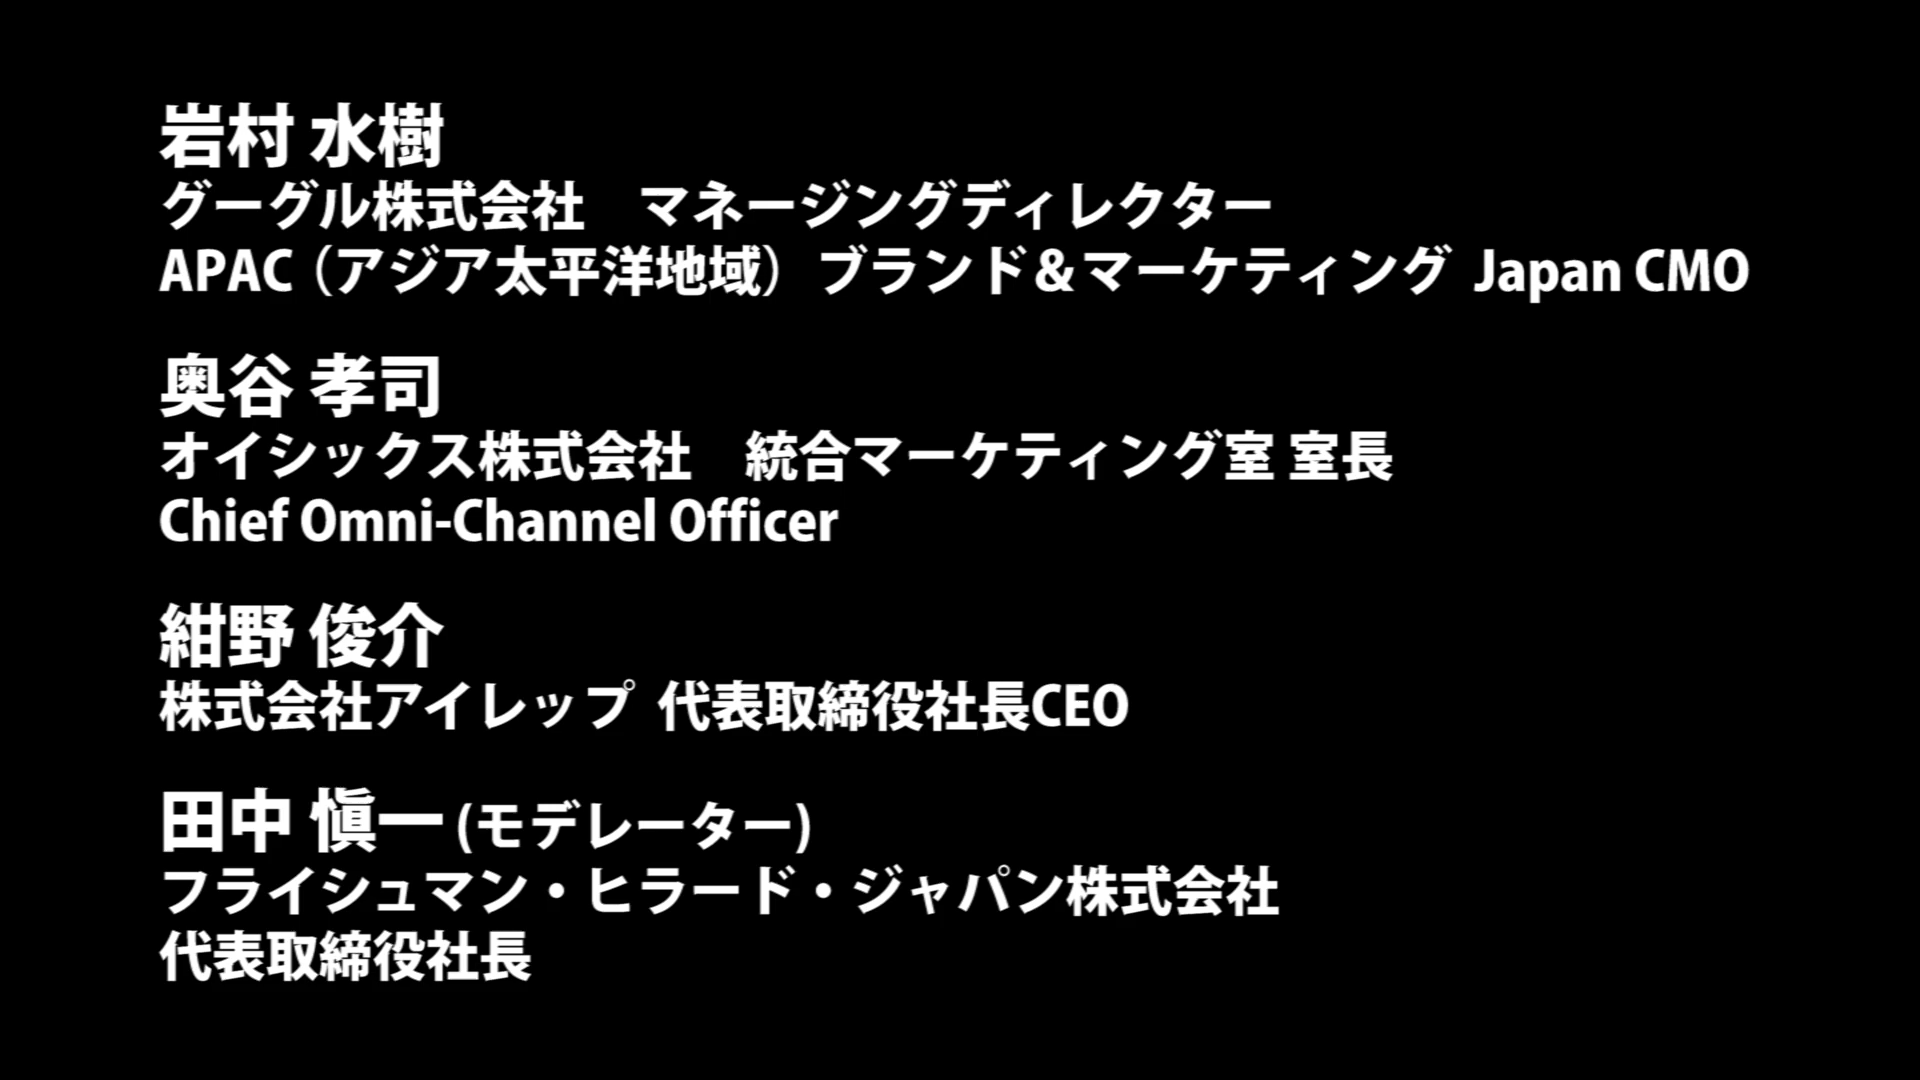 岩村 水樹
グーグル株式会社　マネージングディレクター
APAC（アジア太平洋地域）ブランド＆マーケティング Japan CMO
奥谷 孝司
オイシックス株式会社　統合マーケティング室 室長
Chief Omni-Channel Officer
紺野 俊介
株式会社アイレップ 代表取締役社長CEO
田中 愼一 (モデレーター)
フライシュマン・ヒラード・ジャパン株式会社
代表取締役社長